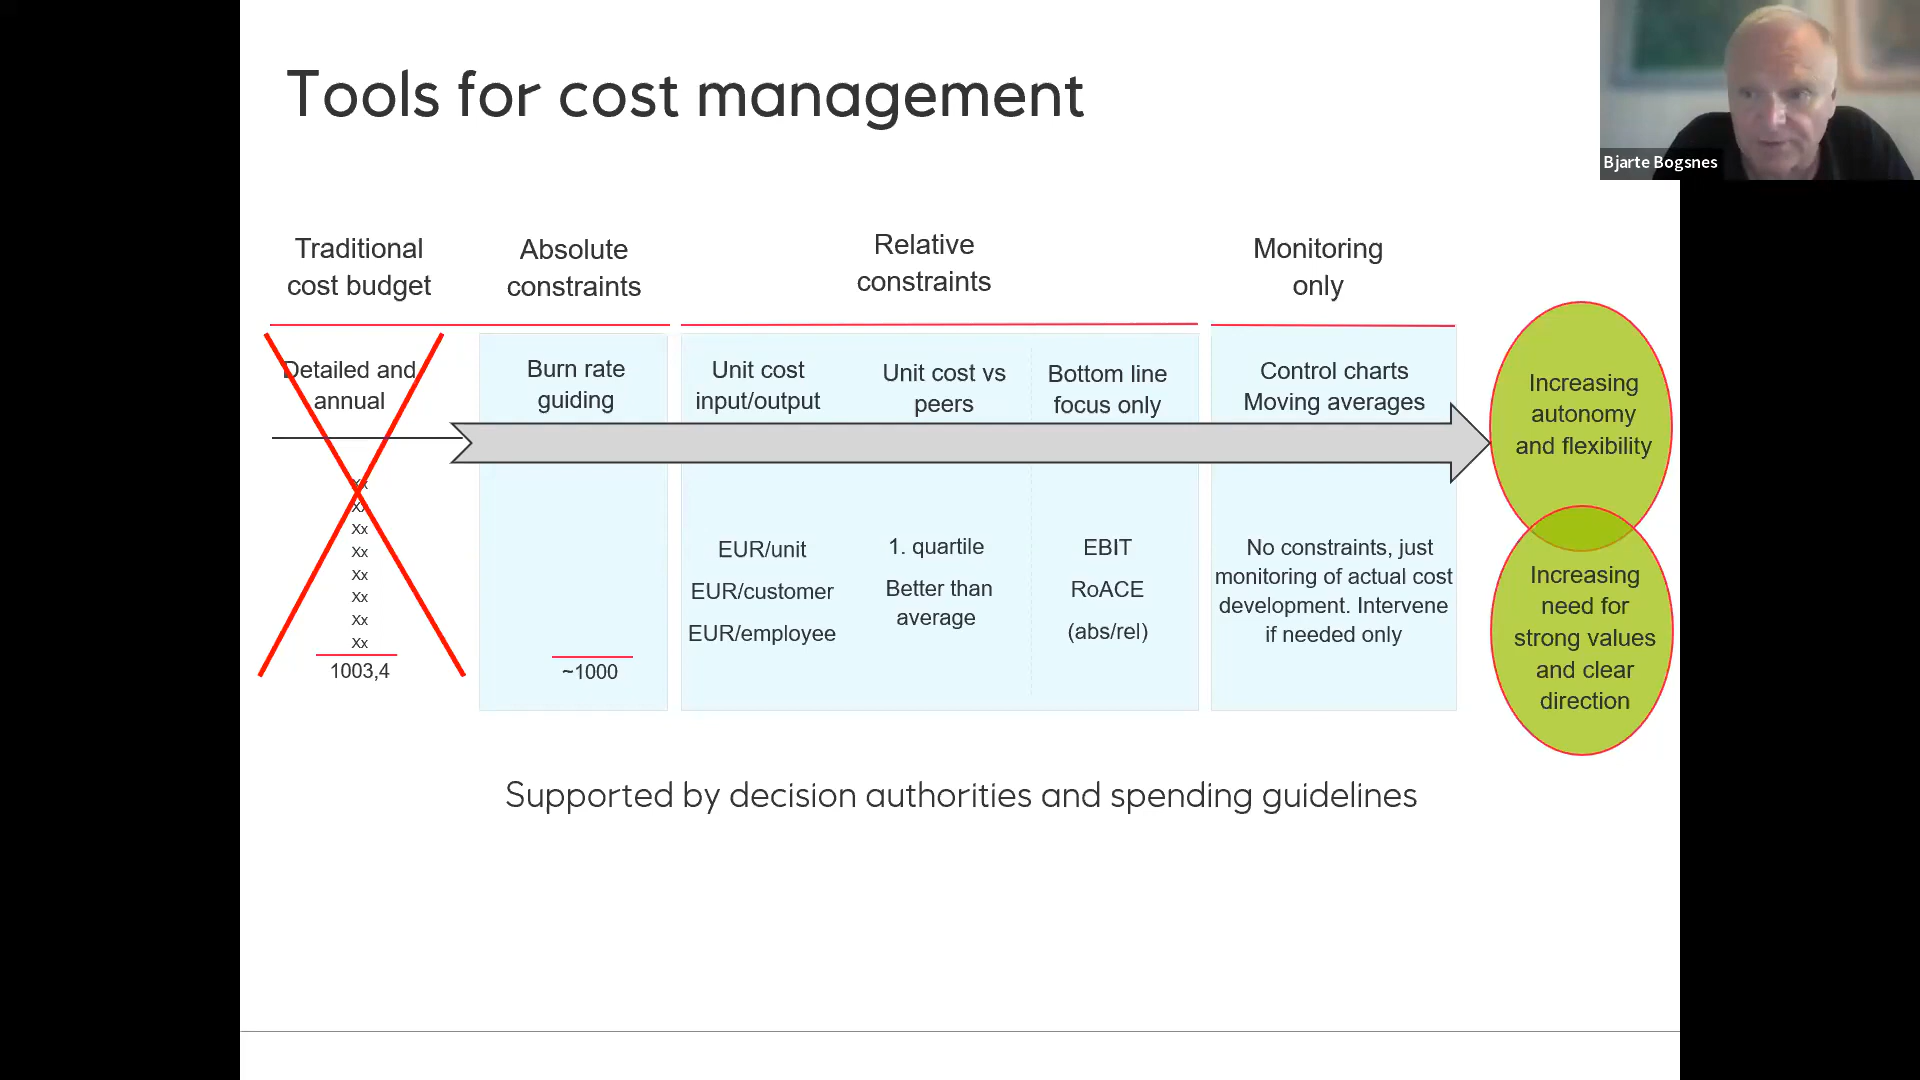 Tools for cost management
Bjarte Bogsnes
Traditional
cost budget
Absolute
constraints
Relative
constraints
Monitoring
only
Detailed and
annual
Burn rate
guiding
Unit cost
input/output
Unit cost vs
peers
Bottom line
focus only
Control charts
Moving averages
Increasing
autonomy
and flexibility
Xx
Xx
Xx
Xx
Xx
Xx
Xx
Xx
1003,4
~1000
EUR/unit
EUR/customer
EUR/employee
1. quartile
Better than
average
EBIT
RoACE
(abs/rel)
No constraints, just
monitoring of actual cost
development. Intervene
if needed only
Increasing
need for
strong values
and clear
direction
Supported by decision authorities and spending guidelines